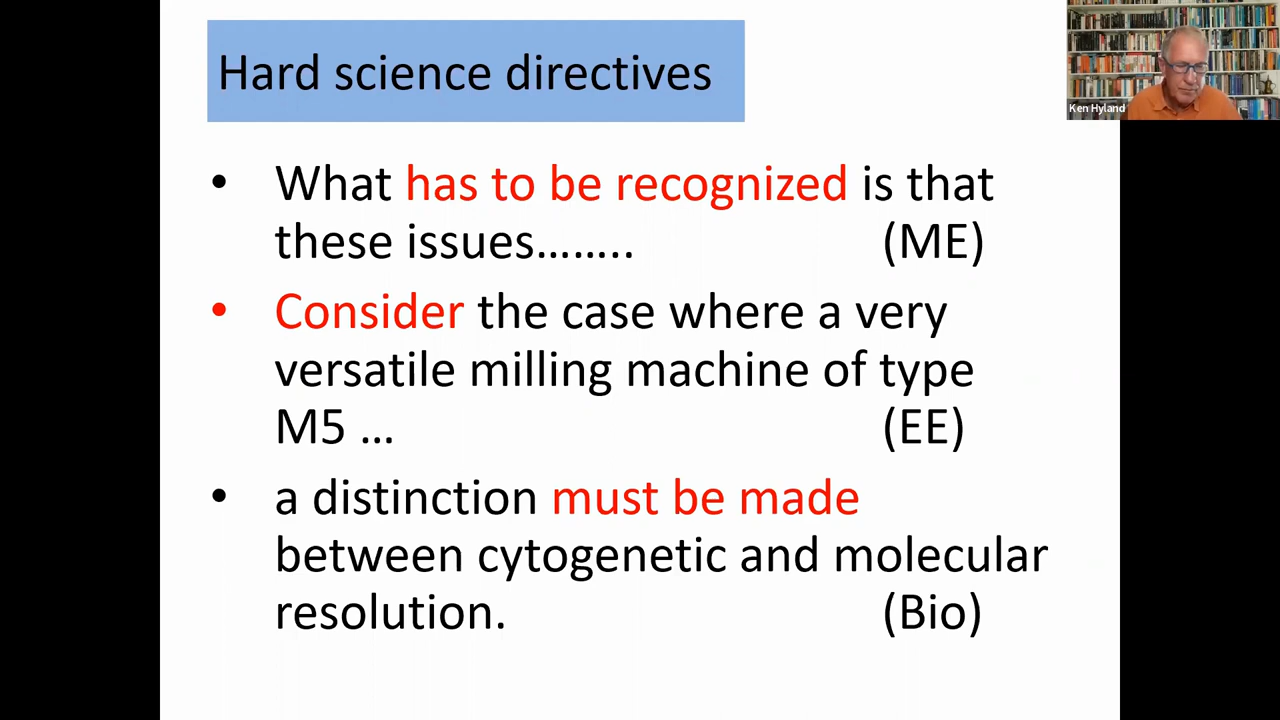 Hard science directives
Ken Hyland
• What has to be recognized is that
these issues…….. (ME)
• Consider the case where a very
versatile milling machine of type
M5 … (EE)
• a distinction must be made
between cytogenetic and molecular
resolution. (Bio)